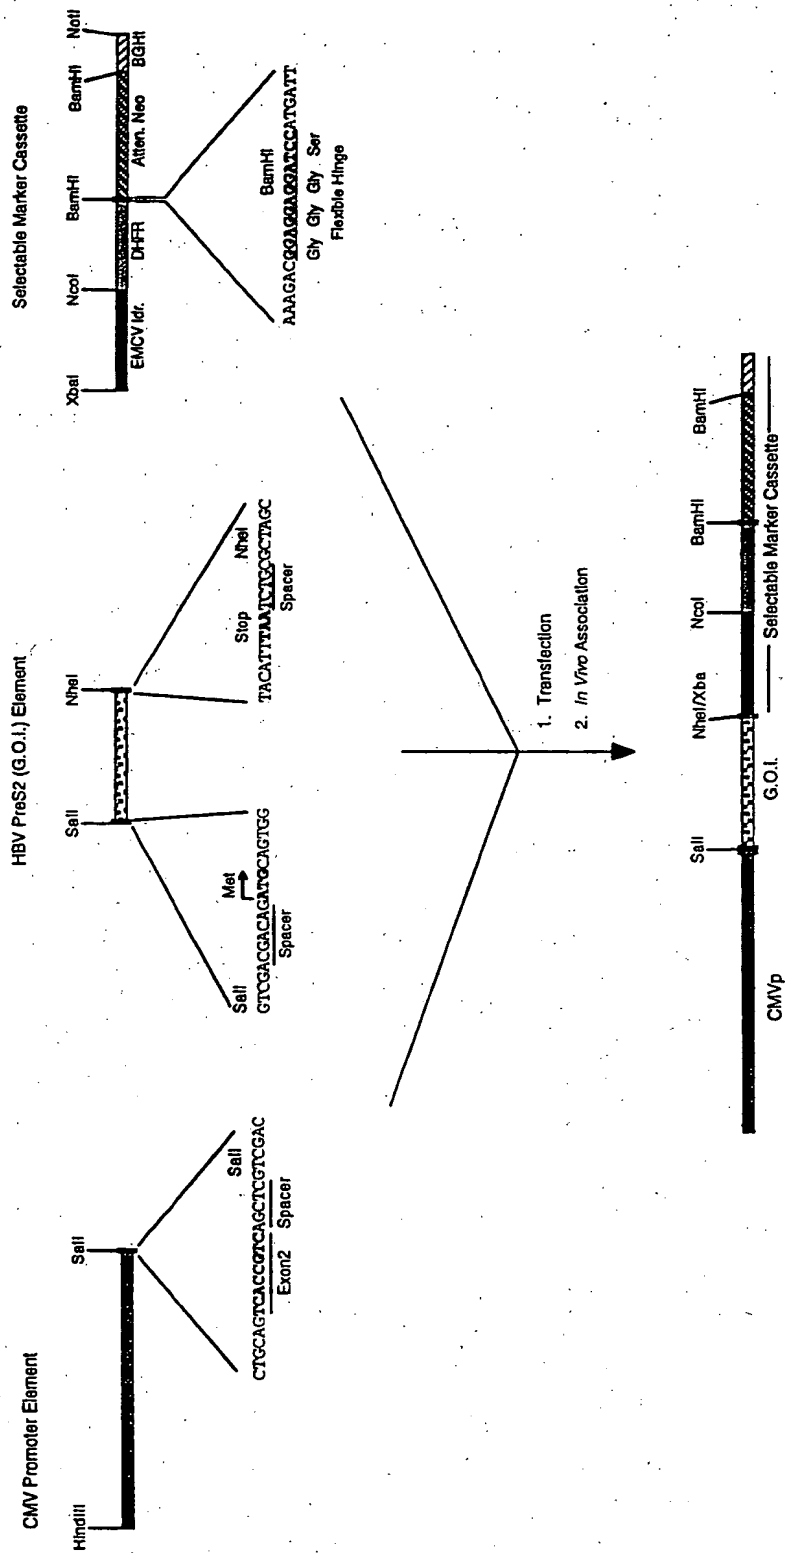 CMV Promoter Element
HindIII
SalI
SalI
CTGCAGTCACCGTCAGCTCGTCGAC
Exon2 Spacer
HBV PreS2 (G.O.I.) Element
SalI
NheI
SalI
Met
GTCGACGACAGATGCAGTGG
Spacer
Stop
NheI
TACATTTAATCTGCGCTAGC
Spacer
Selectable Marker Cassette
XbaI
NcoI
BamHI
BamHI
NotI
EMCV ldr.
DHFR
Atten. Neo
BGHt
BamHI
AAAGACGGAGGAGGATCCATGATT
Gly Gly Gly Ser
Flexible Hinge
1. Transfection
2. In Vivo Association
SalI
NheI/Xba
NcoI
BamHI
BamHI
CMVp
G.O.I.
Selectable Marker Cassette